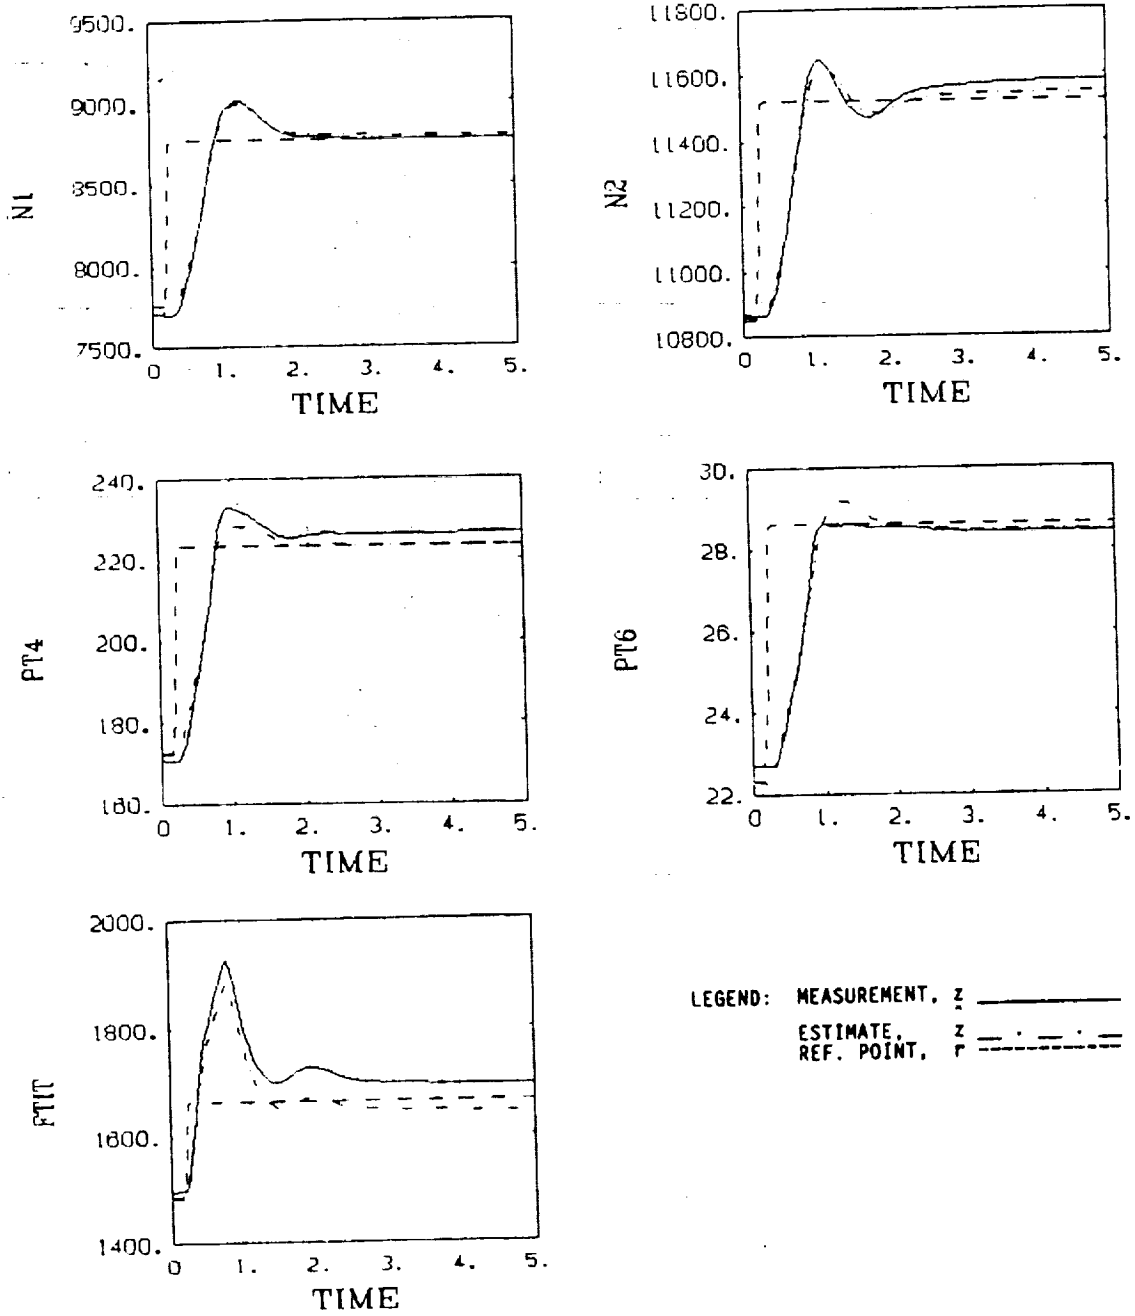 9500.
9000.
8500.
8000.
7500.
N1
0 1. 2. 3. 4. 5.
TIME
11800.
11600.
11400.
11200.
11000.
10800.
N2
0 1. 2. 3. 4. 5.
TIME
240.
220.
200.
180.
160.
PT4
0 1. 2. 3. 4. 5.
TIME
30.
28.
26.
24.
22.
PT6
0 1. 2. 3. 4. 5.
TIME
2000.
1800.
1600.
1400.
FTIT
0 1. 2. 3. 4. 5.
TIME
LEGEND: MEASUREMENT, z
ESTIMATE, ẑ
REF. POINT, r